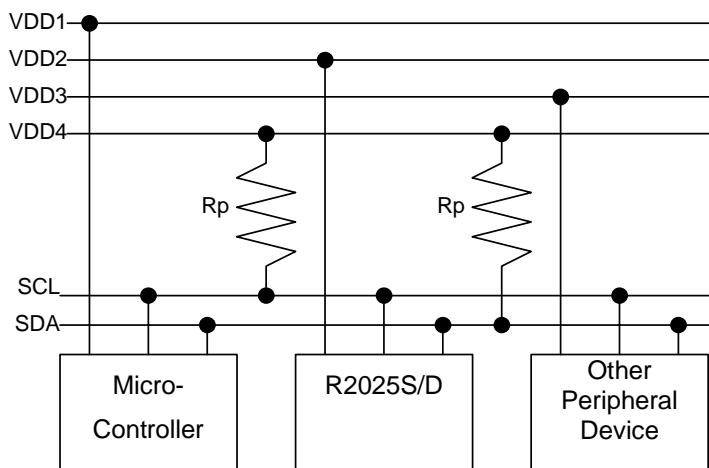 VDD1
VDD2
VDD3
VDD4
Rp
Rp
SCL
SDA
Micro-
Controller
R2025S/D
Other
Peripheral
Device